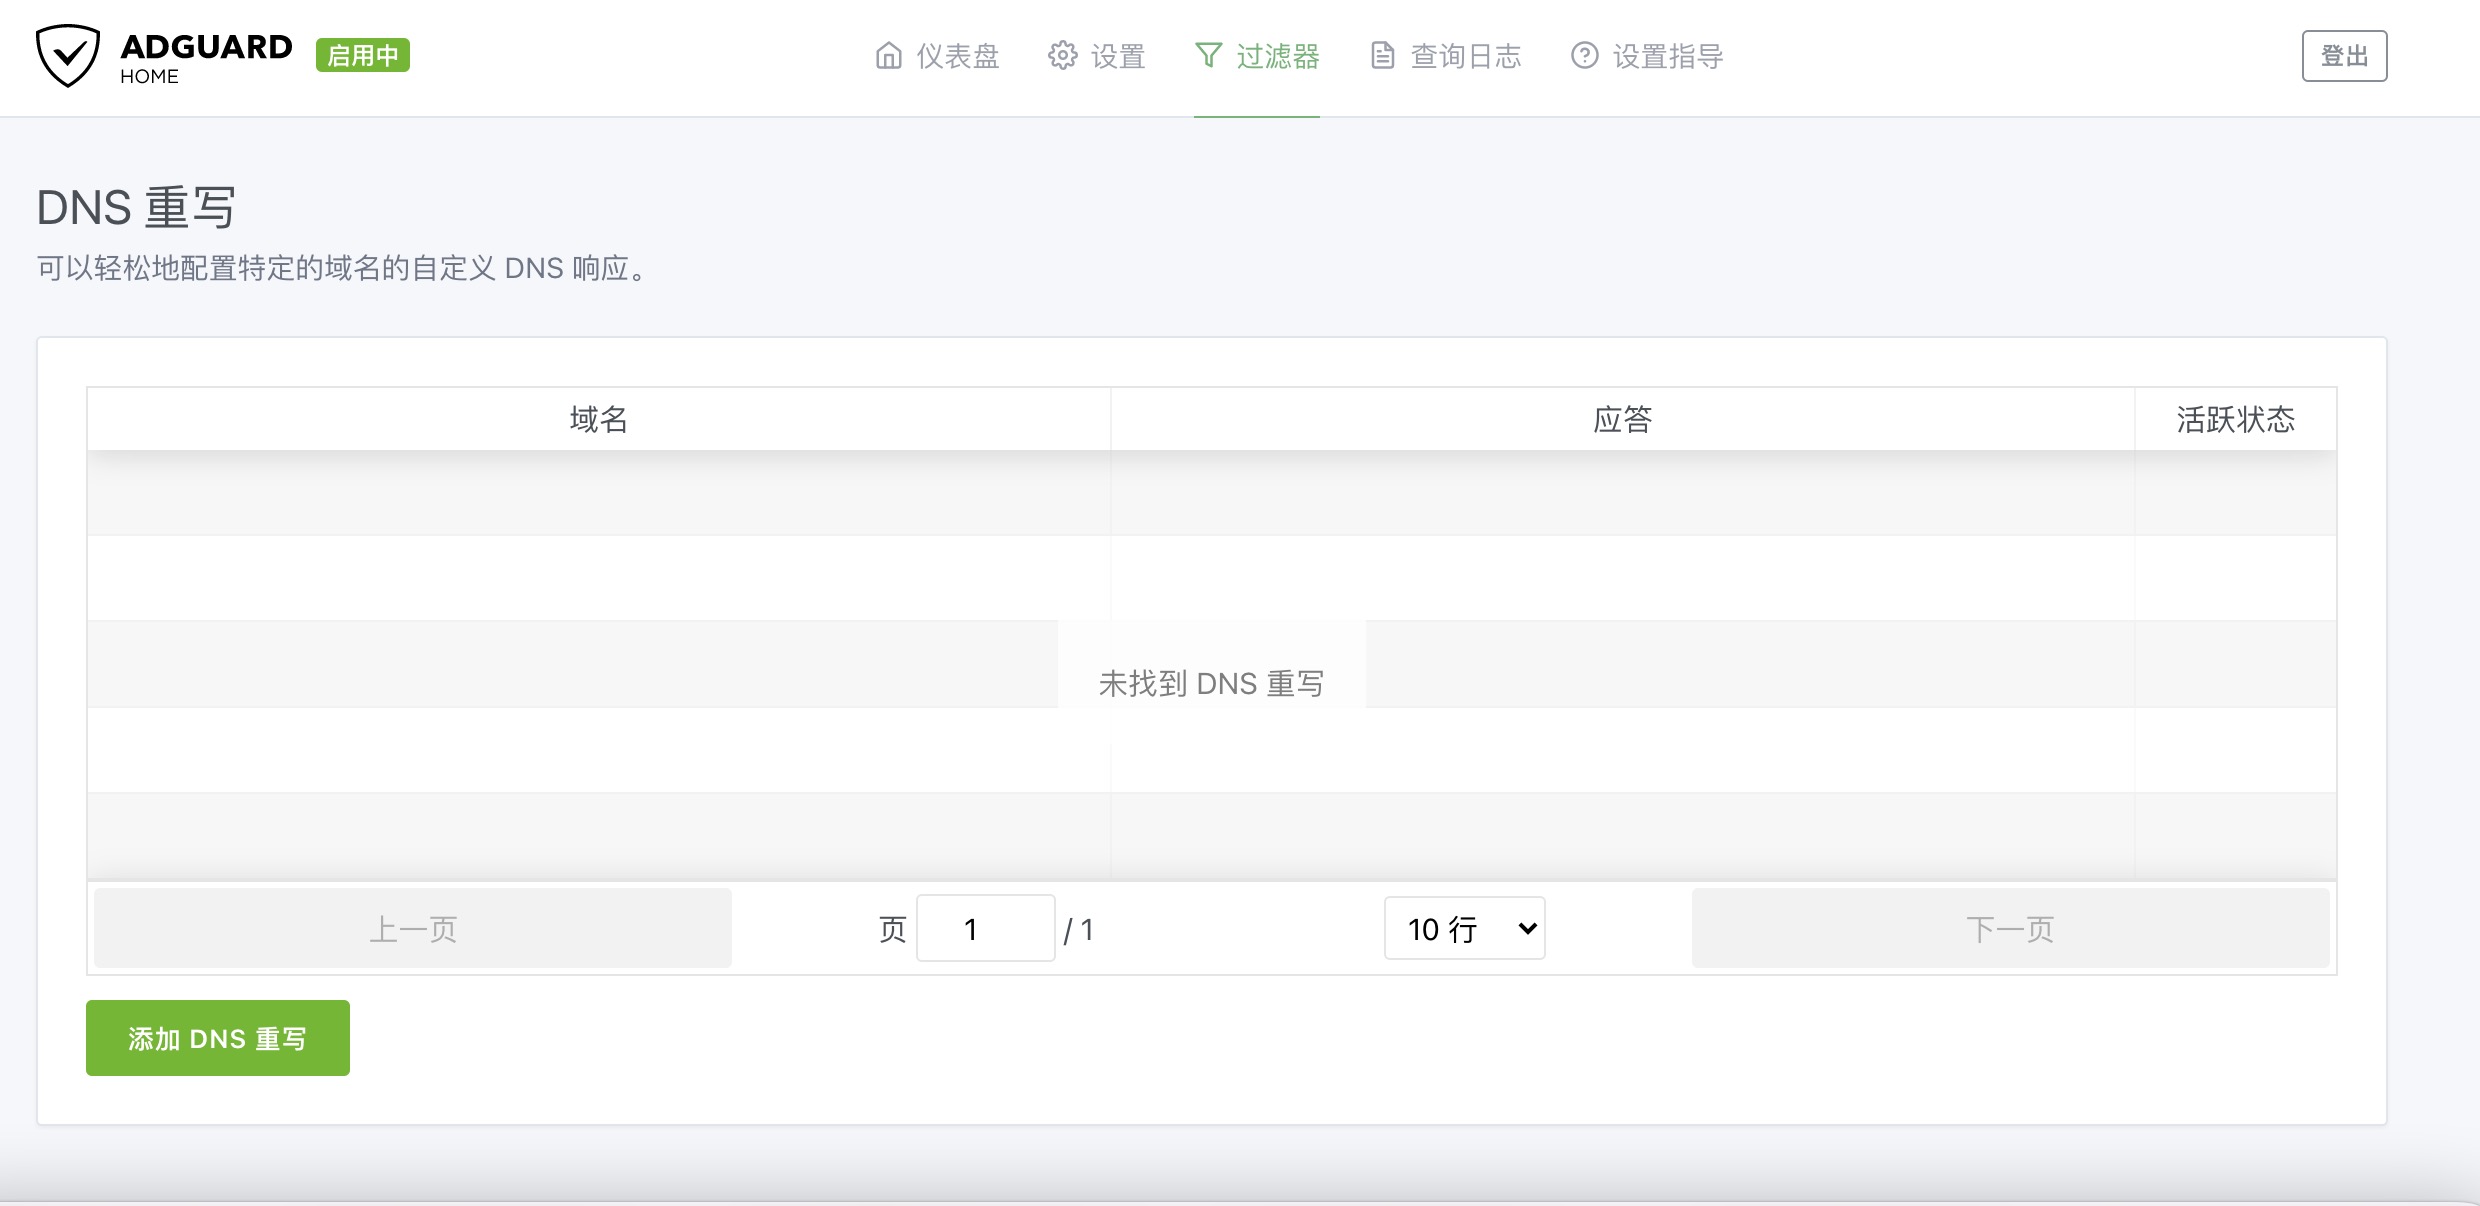 ADGUARD
HOME
启用中
仪表盘
设置
过滤器
查询日志
设置指导
登出
DNS 重写
可以轻松地配置特定的域名的自定义 DNS 响应。
域名
应答
活跃状态
未找到 DNS 重写
上一页
页 1 / 1
10 行
下一页
添加 DNS 重写